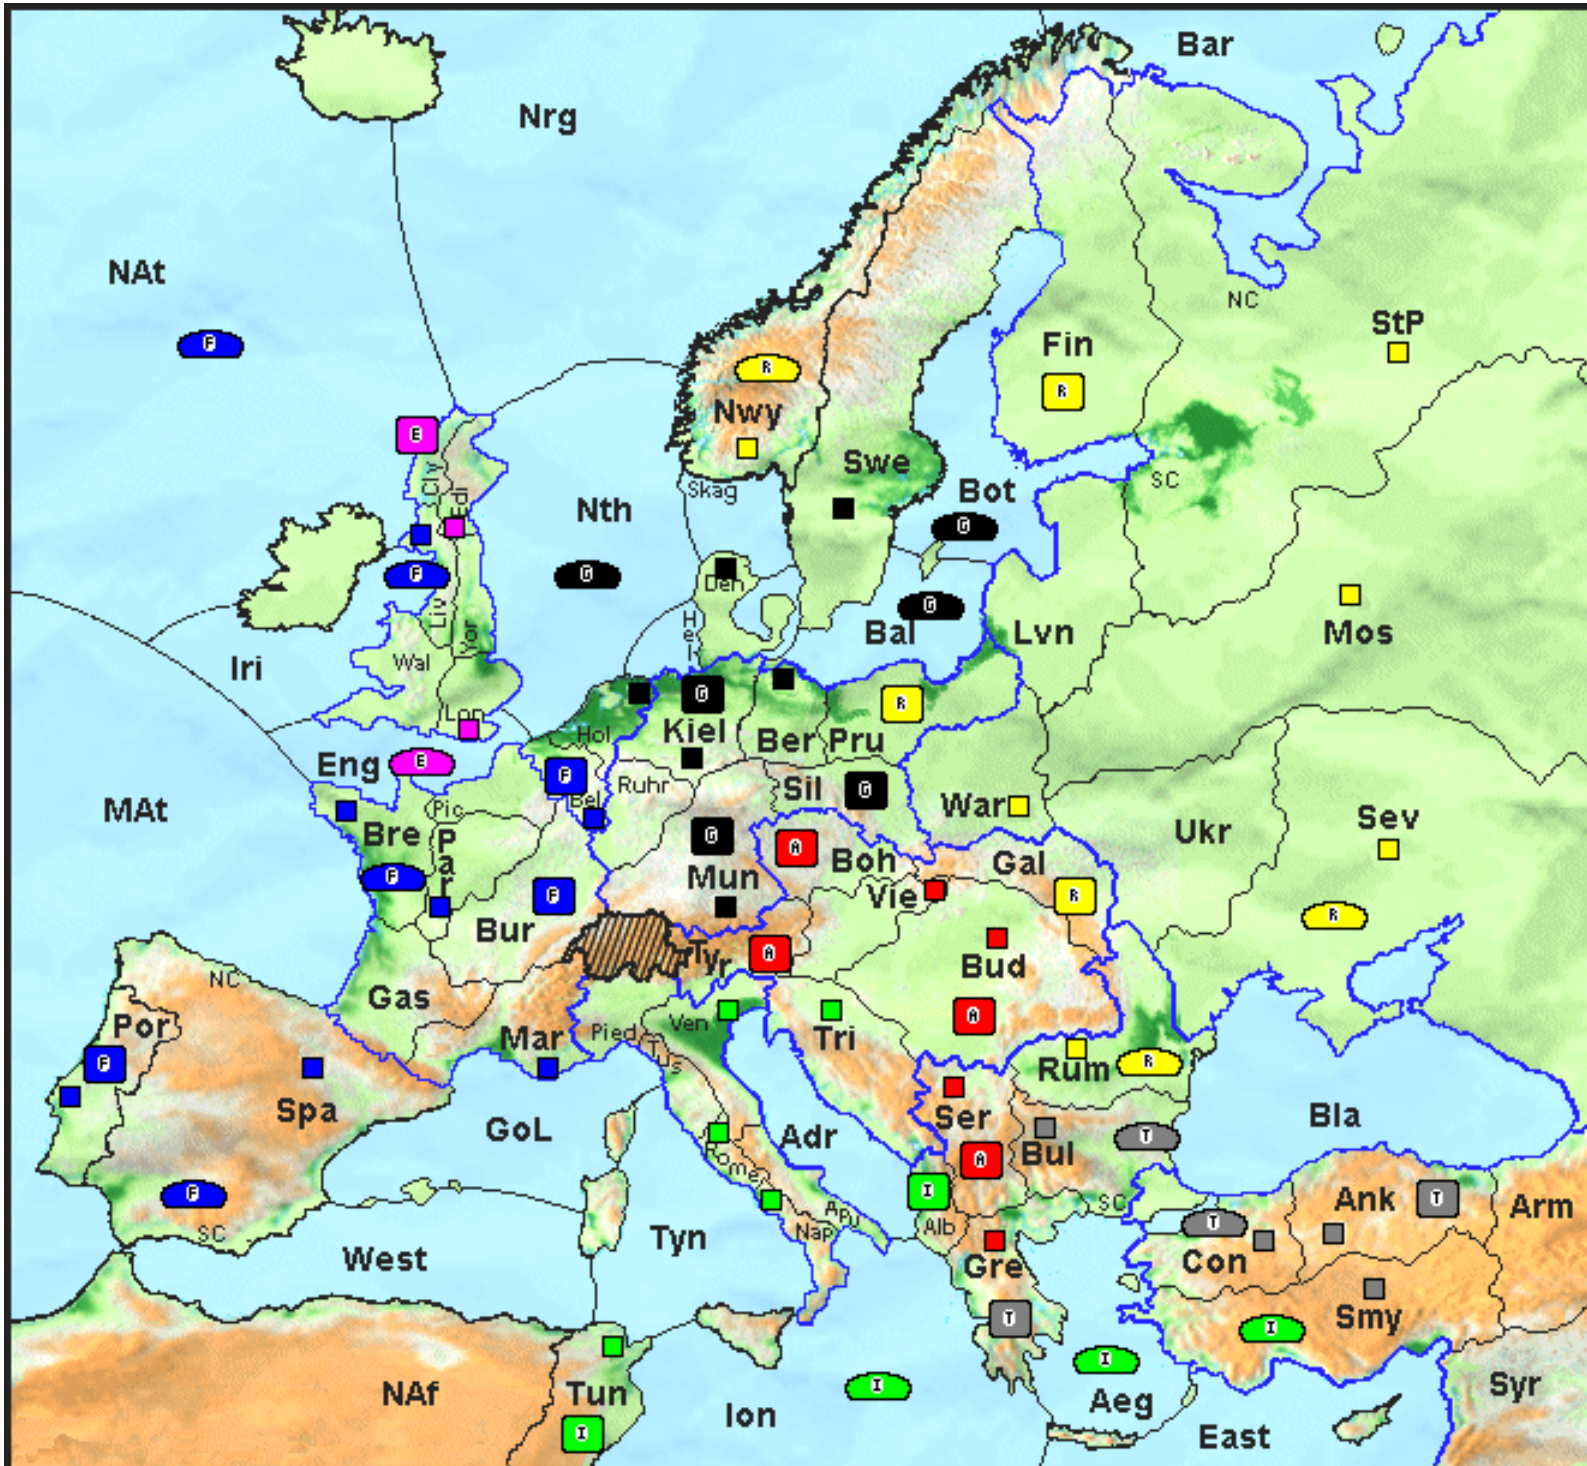 Bar
Nrg
NAt
NC
StP
F
Fin
R
R
Nwy
E
Swe
Cly
Edi
SC
Skag
Bot
Nth
G
F
G
Den
G
Mos
Liv
Yor
Hel
Bal
Lvn
Wal
Iri
G
R
Lon
Hol
Kiel
Ber
Pru
Eng
E
F
Ruhr
Sil
G
War
MAt
Pic
Bel
Ukr
Sev
Bre
Par
G
A
Boh
Gal
F
Mun
Vie
F
R
R
Bur
Tyr
A
Bud
NC
Gas
Por
Ven
A
Mar
Pied
Tus
Tri
Rum
R
F
Spa
Ser
GoL
Adr
Bla
T
Bul
Rome
A
F
I
Ank
T
SC
Apu
SC
Arm
Nap
Alb
T
West
Tyn
Gre
Con
T
Smy
I
I
I
NAf
Tun
Syr
Ion
Aeg
I
East